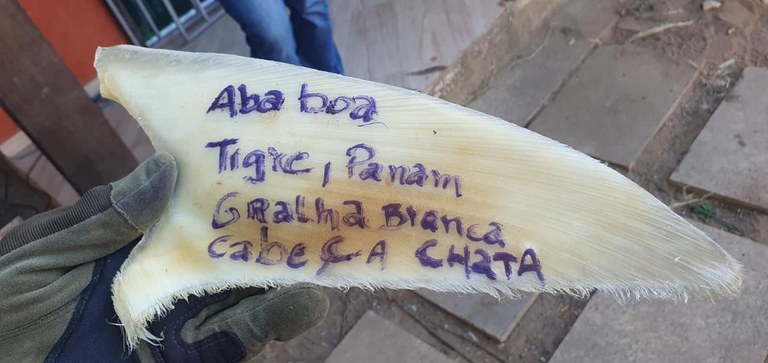 Aba boa
Tigre, Panam
GRalha Branca
CabeÇA CHATA